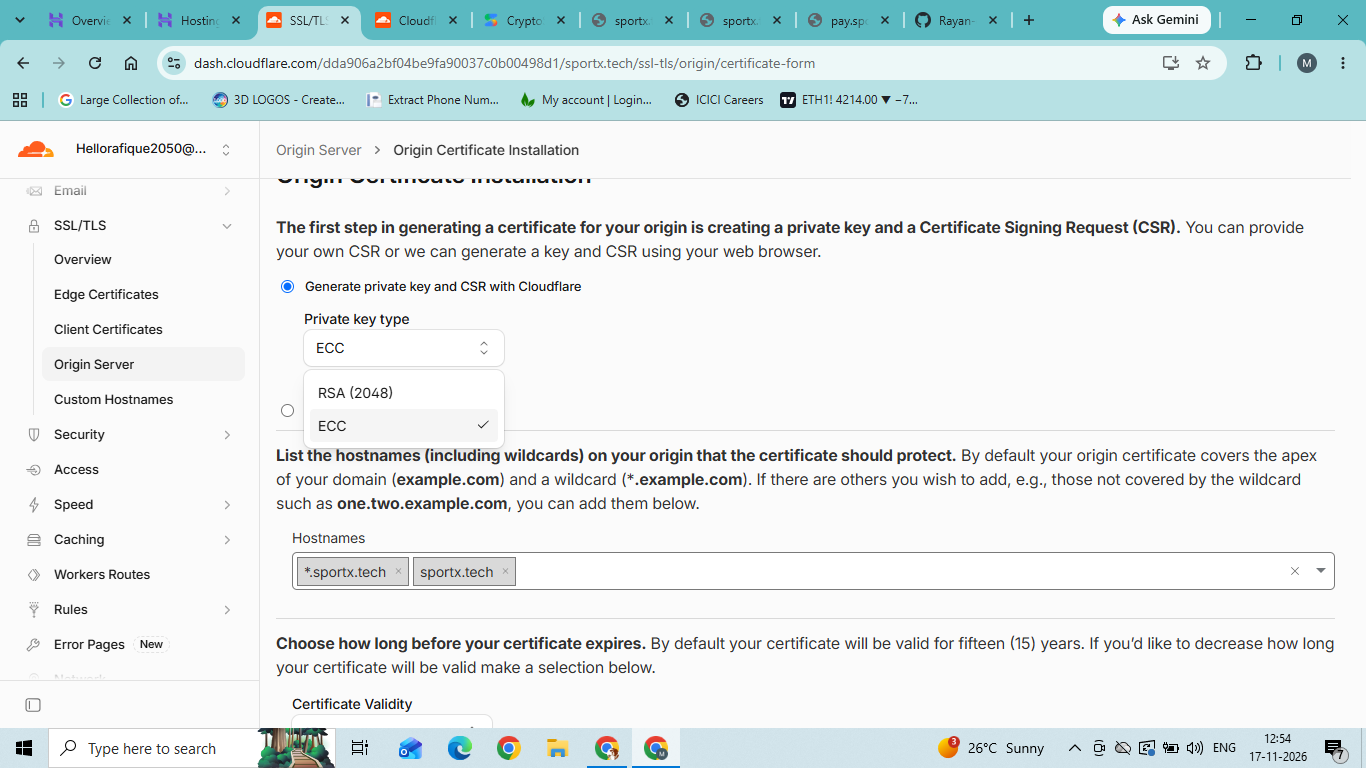 Overvie
Hosting
SSL/TLS
Cloudf
Crypto
sportx.
sportx.
pay.spo
Rayan-
Ask Gemini
dash.cloudflare.com/dda906a2bf04be9fa90037c0b00498d1/sportx.tech/ssl-tls/origin/certificate-form
M
Large Collection of...
3D LOGOS - Create...
Extract Phone Num...
My account | Login...
ICICI Careers
ETH1! 4214.00 ▼ −7...
Hellorafique2050@...
Origin Server > Origin Certificate Installation
Email
SSL/TLS
Overview
Edge Certificates
Client Certificates
Origin Server
Custom Hostnames
Security
Access
Speed
Caching
Workers Routes
Rules
Error Pages New
Network
Origin Certificate Installation
The first step in generating a certificate for your origin is creating a private key and a Certificate Signing Request (CSR). You can provide
your own CSR or we can generate a key and CSR using your web browser.
Generate private key and CSR with Cloudflare
Private key type
ECC
RSA (2048)
ECC
List the hostnames (including wildcards) on your origin that the certificate should protect. By default your origin certificate covers the apex
of your domain (example.com) and a wildcard (*.example.com). If there are others you wish to add, e.g., those not covered by the wildcard
such as one.two.example.com, you can add them below.
Hostnames
*.sportx.tech × sportx.tech ×
Choose how long before your certificate expires. By default your certificate will be valid for fifteen (15) years. If you’d like to decrease how long
your certificate will be valid make a selection below.
Certificate Validity
Type here to search
3
26°C Sunny
ENG
12:54
17-11-2026
7